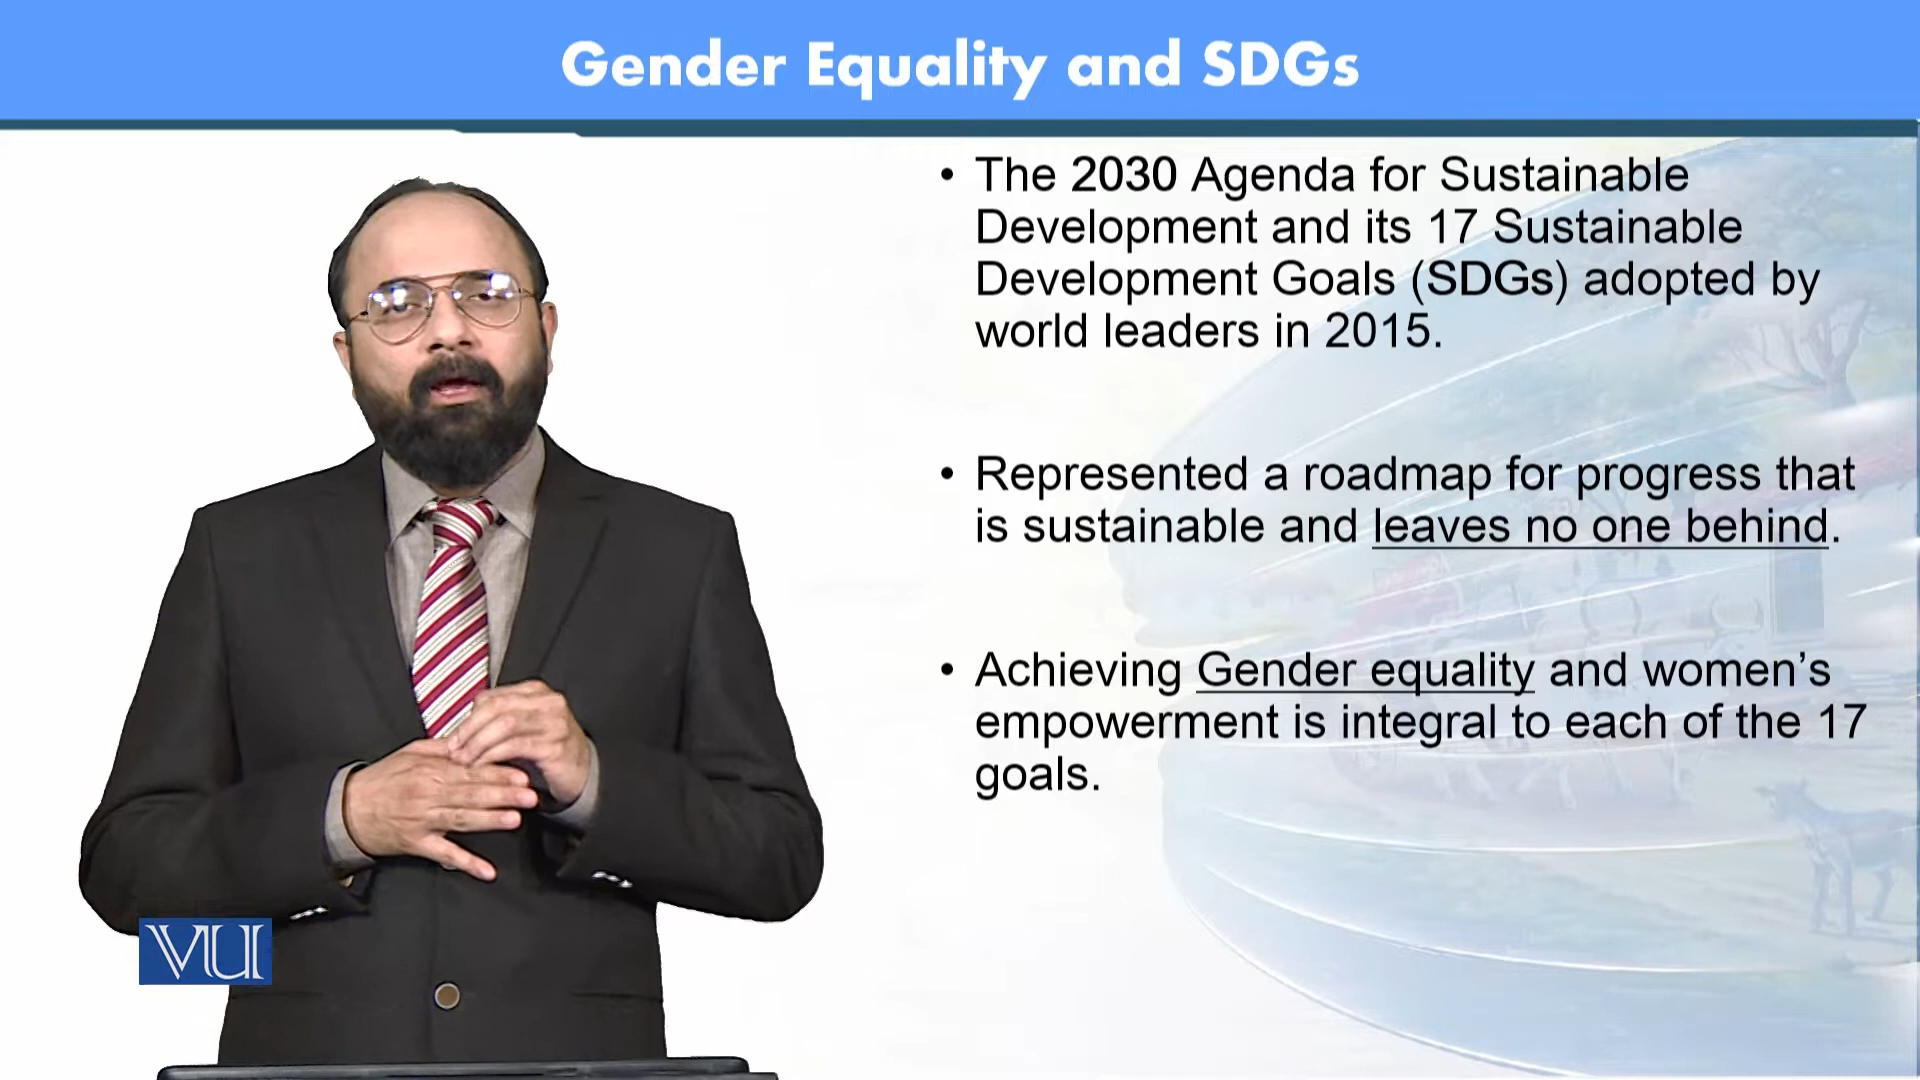 Gender Equality and SDGs
• The 2030 Agenda for Sustainable
Development and its 17 Sustainable
Development Goals (SDGs) adopted by
world leaders in 2015.
• Represented a roadmap for progress that
is sustainable and leaves no one behind.
• Achieving Gender equality and women’s
empowerment is integral to each of the 17
goals.
VU